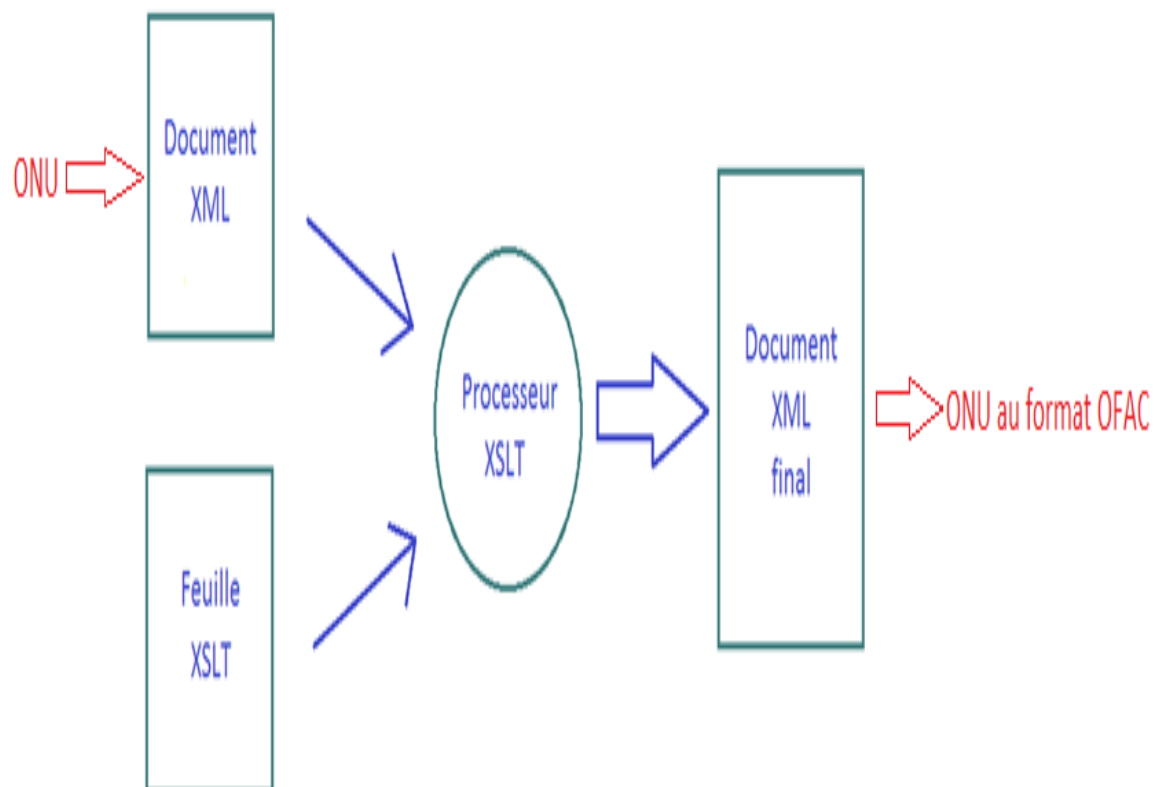 ONU
Document
XML
Feuille
XSLT
Processeur
XSLT
Document
XML
final
ONU au format OFAC